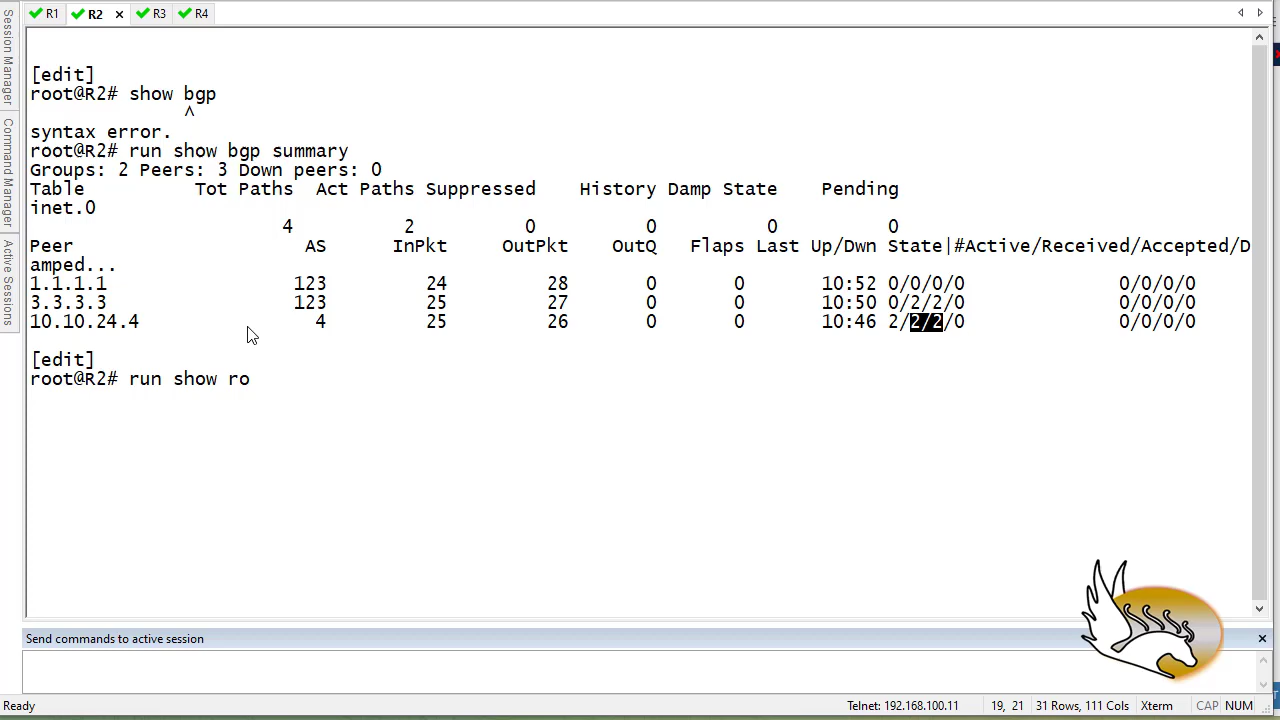 R1 R2 × R3 R4
Session Manager
Command Manager
Active Sessions
[edit]
root@R2# show bgp
^
syntax error.
root@R2# run show bgp summary
Groups: 2 Peers: 3 Down peers: 0
Table Tot Paths Act Paths Suppressed History Damp State Pending
inet.0
4 2 0 0 0 0
Peer AS InPkt OutPkt OutQ Flaps Last Up/Dwn State|#Active/Received/Accepted/D
amped...
1.1.1.1 123 24 28 0 0 10:52 0/0/0/0 0/0/0/0
3.3.3.3 123 25 27 0 0 10:50 0/2/2/0 0/0/0/0
10.10.24.4 4 25 26 0 0 10:46 2/2/2/0 0/0/0/0
[edit]
root@R2# run show ro
Send commands to active session ×
Ready Telnet: 192.168.100.11 19, 21 31 Rows, 111 Cols Xterm CAP NUM